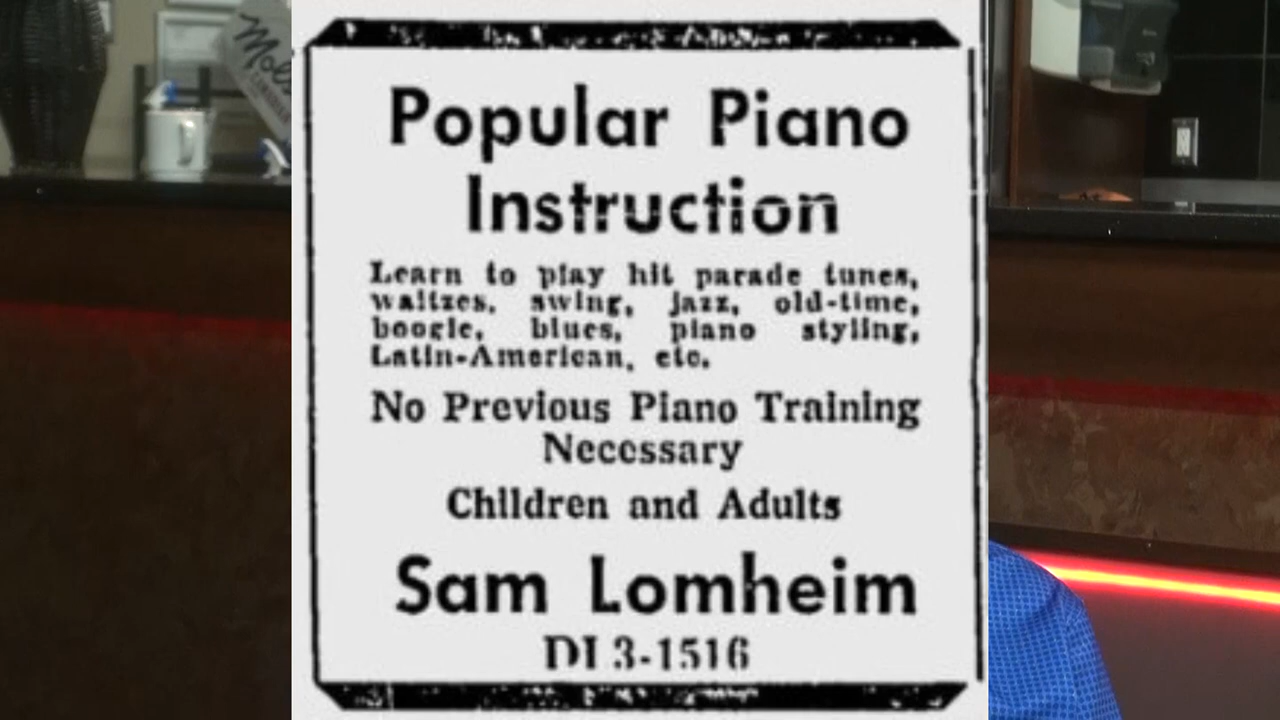 Popular Piano
Instruction
Learn to play hit parade tunes,
waltzes, swing, jazz, old-time,
boogie, blues, piano styling,
Latin-American, etc.
No Previous Piano Training
Necessary
Children and Adults
Sam Lomheim
DI 3-1516